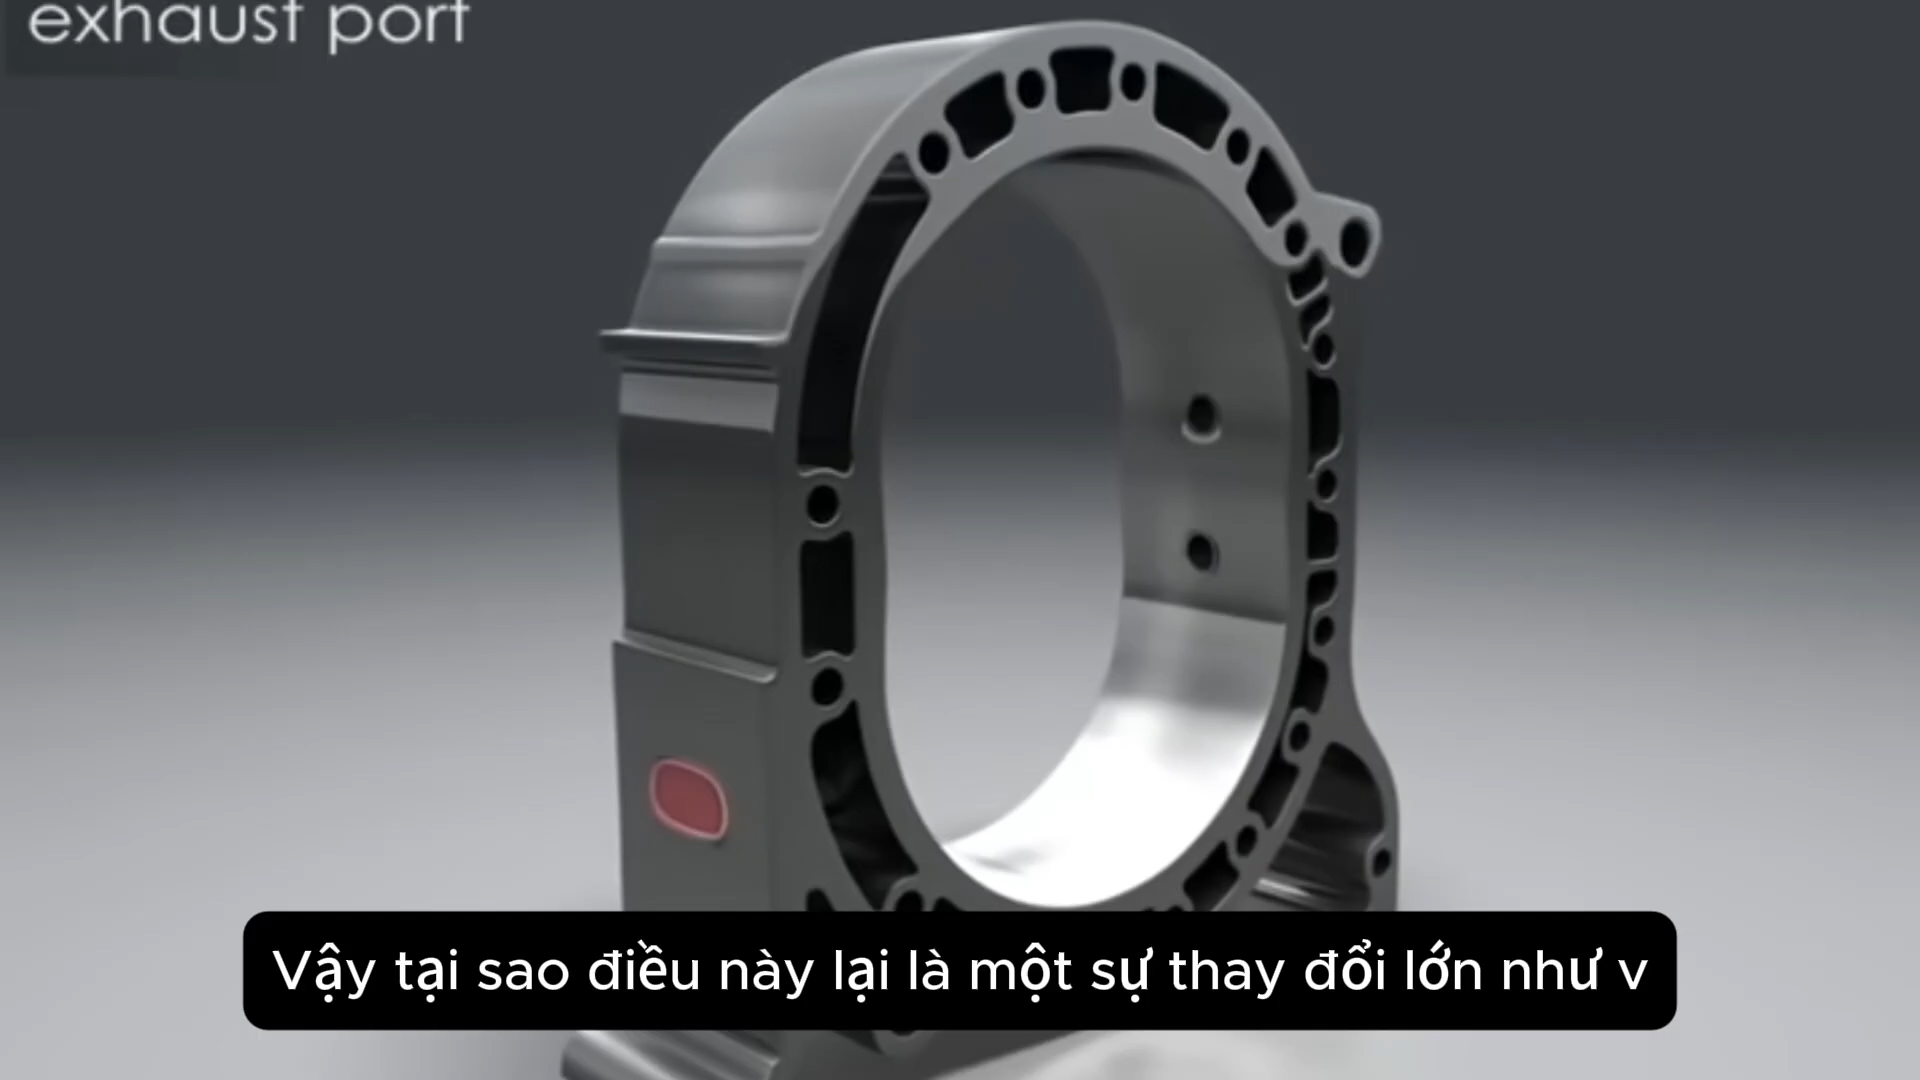 exhaust port
Vậy tại sao điều này lại là một sự thay đổi lớn như v